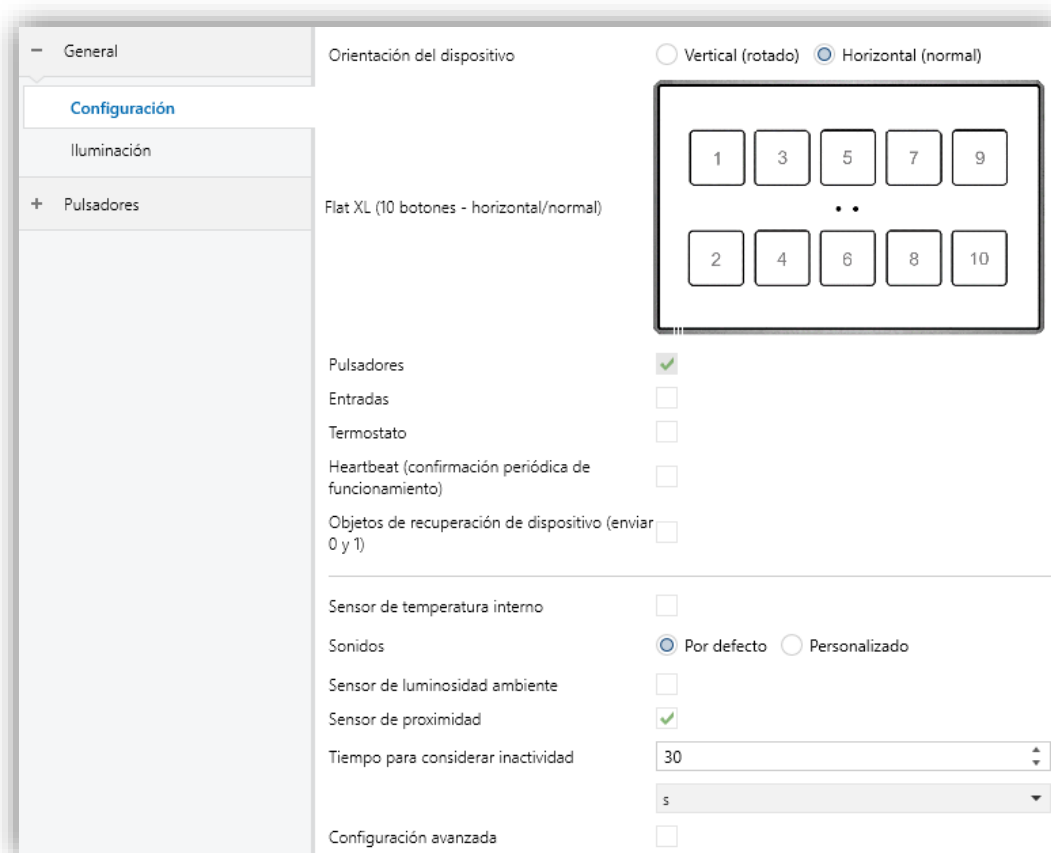 General
Configuración
Iluminación
Pulsadores
Orientación del dispositivo
Vertical (rotado)
Horizontal (normal)
Flat XL (10 botones - horizontal/normal)
1 3 5 7 9
2 4 6 8 10
Pulsadores
Entradas
Termostato
Heartbeat (confirmación periódica de
funcionamiento)
Objetos de recuperación de dispositivo (enviar
0 y 1)
Sensor de temperatura interno
Sonidos
Por defecto
Personalizado
Sensor de luminosidad ambiente
Sensor de proximidad
Tiempo para considerar inactividad
30
s
Configuración avanzada